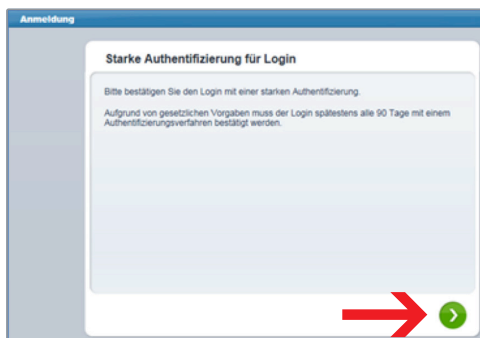 Anmeldung
Starke Authentifizierung für Login
Bitte bestätigen Sie den Login mit einer starken Authentifizierung.
Aufgrund von gesetzlichen Vorgaben muss der Login spätestens alle 90 Tage mit einem
Authentifizierungsverfahren bestätigt werden.